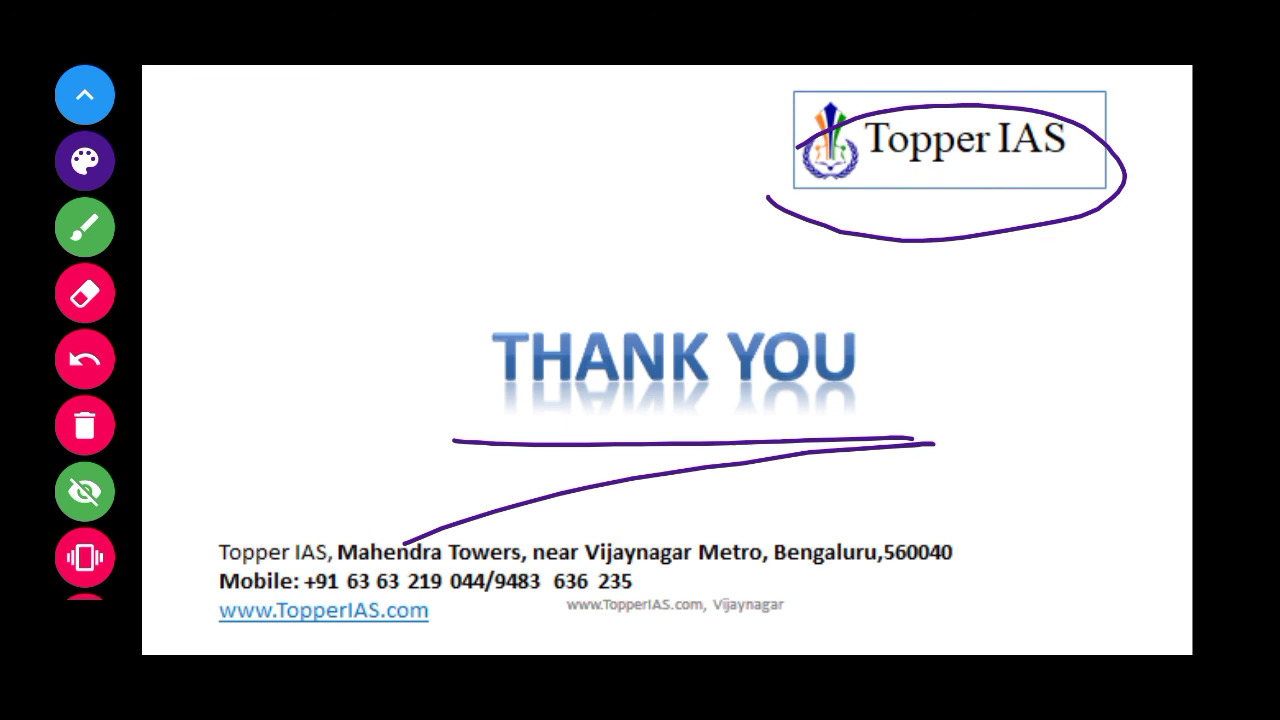 Topper IAS
THANK YOU
Topper IAS, Mahendra Towers, near Vijaynagar Metro, Bengaluru,560040
Mobile: +91 63 63 219 044/9483 636 235
www.TopperIAS.com
www.TopperIAS.com, Vijaynagar